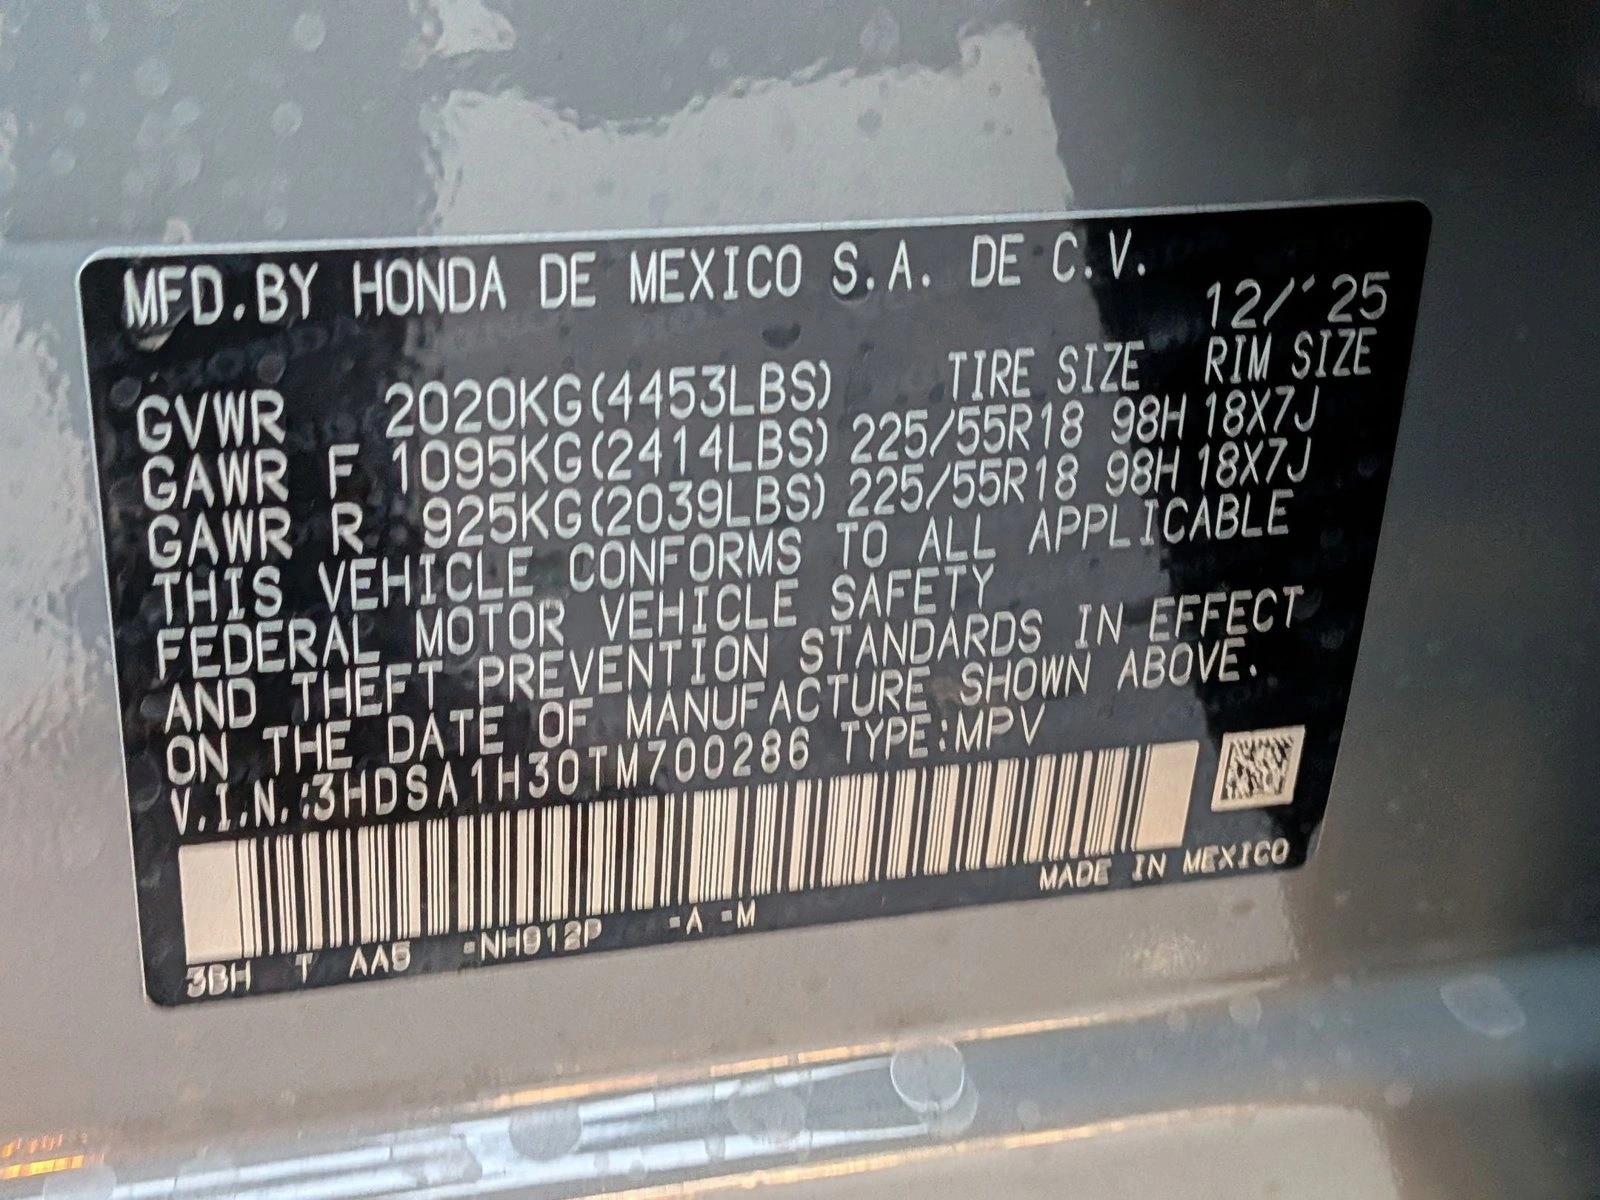 MFD.BY HONDA DE MEXICO S.A. DE C.V.
12/'25
TIRE SIZE RIM SIZE
GVWR 2020KG(4453LBS)
GAWR F 1095KG(2414LBS) 225/55R18 98H 18X7J
GAWR R 925KG(2039LBS) 225/55R18 98H 18X7J
THIS VEHICLE CONFORMS TO ALL APPLICABLE
FEDERAL MOTOR VEHICLE SAFETY
AND THEFT PREVENTION STANDARDS IN EFFECT
ON THE DATE OF MANUFACTURE SHOWN ABOVE.
V.I.N.:3HDSA1H30TM700286 TYPE:MPV
MADE IN MEXICO
3BH T AA5 -NH912P -A -M